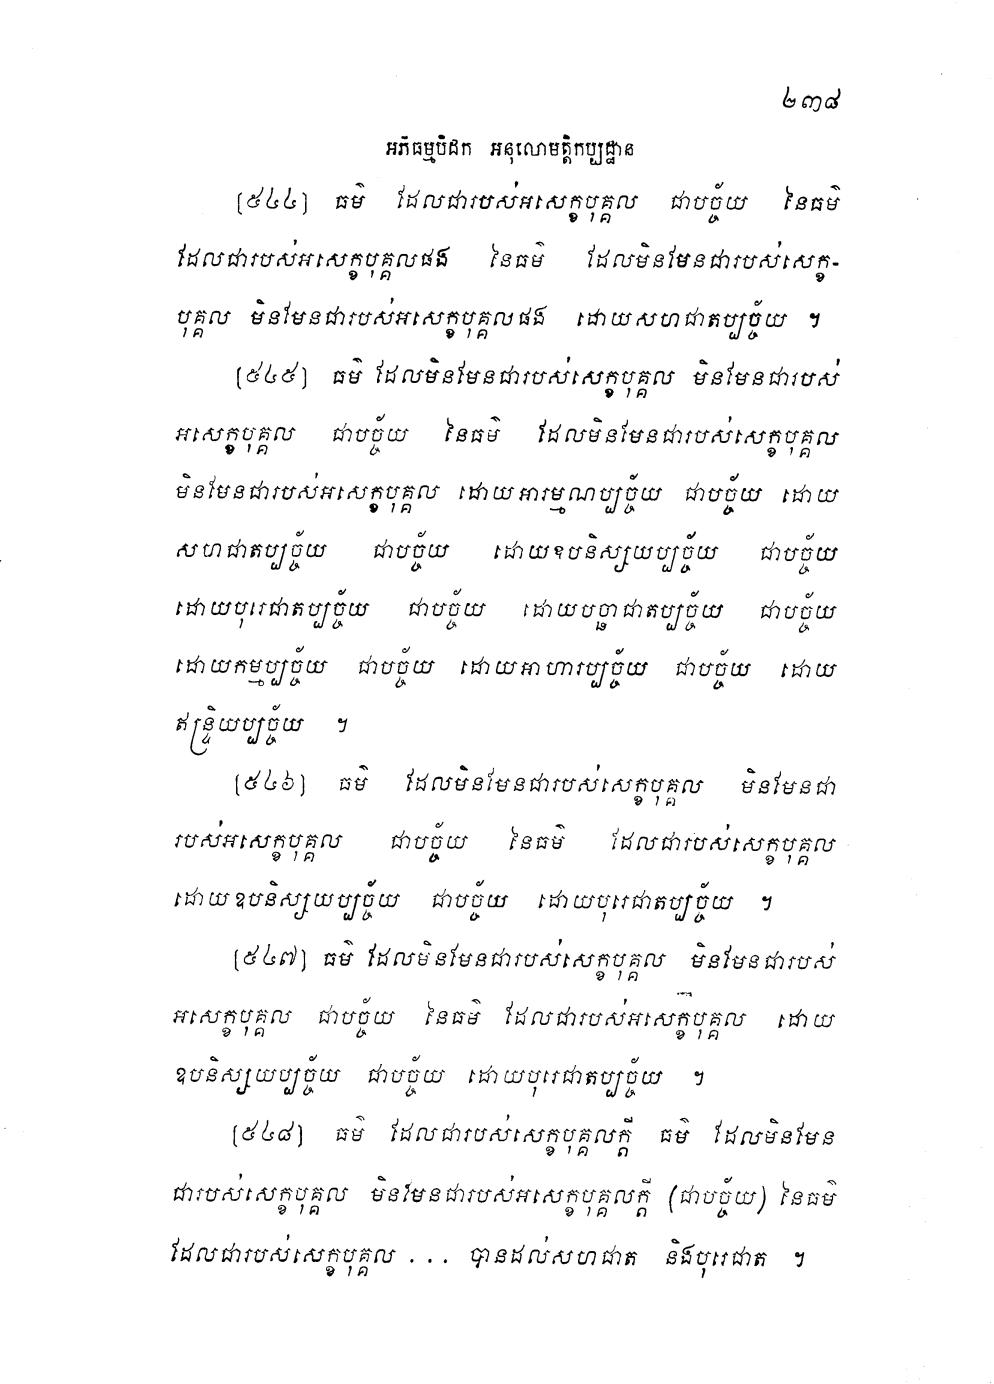 ២៣៨
អភិធម្មបិដក អនុលោមត្តិកប្បដ្ឋាន
[៥៤៤] ធម៌ ដែលជារបស់អសេក្ខបុគ្គល ជាបច្ច័យ នៃធម៌
ដែលជារបស់អសេក្ខបុគ្គលផង នៃធម៌ ដែលមិនមែនជារបស់សេក្ខ-
បុគ្គល មិនមែនជារបស់អសេក្ខបុគ្គលផង ដោយសហជាតប្បច្ច័យ ។
[៥៤៥] ធម៌ ដែលមិនមែនជារបស់សេក្ខបុគ្គល មិនមែនជារបស់
អសេក្ខបុគ្គល ជាបច្ច័យ នៃធម៌ ដែលមិនមែនជារបស់សេក្ខបុគ្គល
មិនមែនជារបស់អសេក្ខបុគ្គល ដោយអារម្មណប្បច្ច័យ ជាបច្ច័យ ដោយ
សហជាតប្បច្ច័យ ជាបច្ច័យ ដោយឧបនិស្សយប្បច្ច័យ ជាបច្ច័យ
ដោយបុរេជាតប្បច្ច័យ ជាបច្ច័យ ដោយបច្ឆាជាតប្បច្ច័យ ជាបច្ច័យ
ដោយកម្មប្បច្ច័យ ជាបច្ច័យ ដោយអាហារប្បច្ច័យ ជាបច្ច័យ ដោយ
ឥន្ទ្រិយប្បច្ច័យ ។
[៥៤៦] ធម៌ ដែលមិនមែនជារបស់សេក្ខបុគ្គល មិនមែនជា
របស់អសេក្ខបុគ្គល ជាបច្ច័យ នៃធម៌ ដែលជារបស់សេក្ខបុគ្គល
ដោយឧបនិស្សយប្បច្ច័យ ជាបច្ច័យ ដោយបុរេជាតប្បច្ច័យ ។
[៥៤៧] ធម៌ ដែលមិនមែនជារបស់សេក្ខបុគ្គល មិនមែនជារបស់
អសេក្ខបុគ្គល ជាបច្ច័យ នៃធម៌ ដែលជារបស់អសេក្ខបុគ្គល ដោយ
ឧបនិស្សយប្បច្ច័យ ជាបច្ច័យ ដោយបុរេជាតប្បច្ច័យ ។
[៥៤៨] ធម៌ ដែលជារបស់សេក្ខបុគ្គលក្តី ធម៌ ដែលមិនមែន
ជារបស់សេក្ខបុគ្គល មិនមែនជារបស់អសេក្ខបុគ្គលក្តី (ជាបច្ច័យ) នៃធម៌
ដែលជារបស់សេក្ខបុគ្គល ... បានដល់សហជាត និងបុរេជាត ។